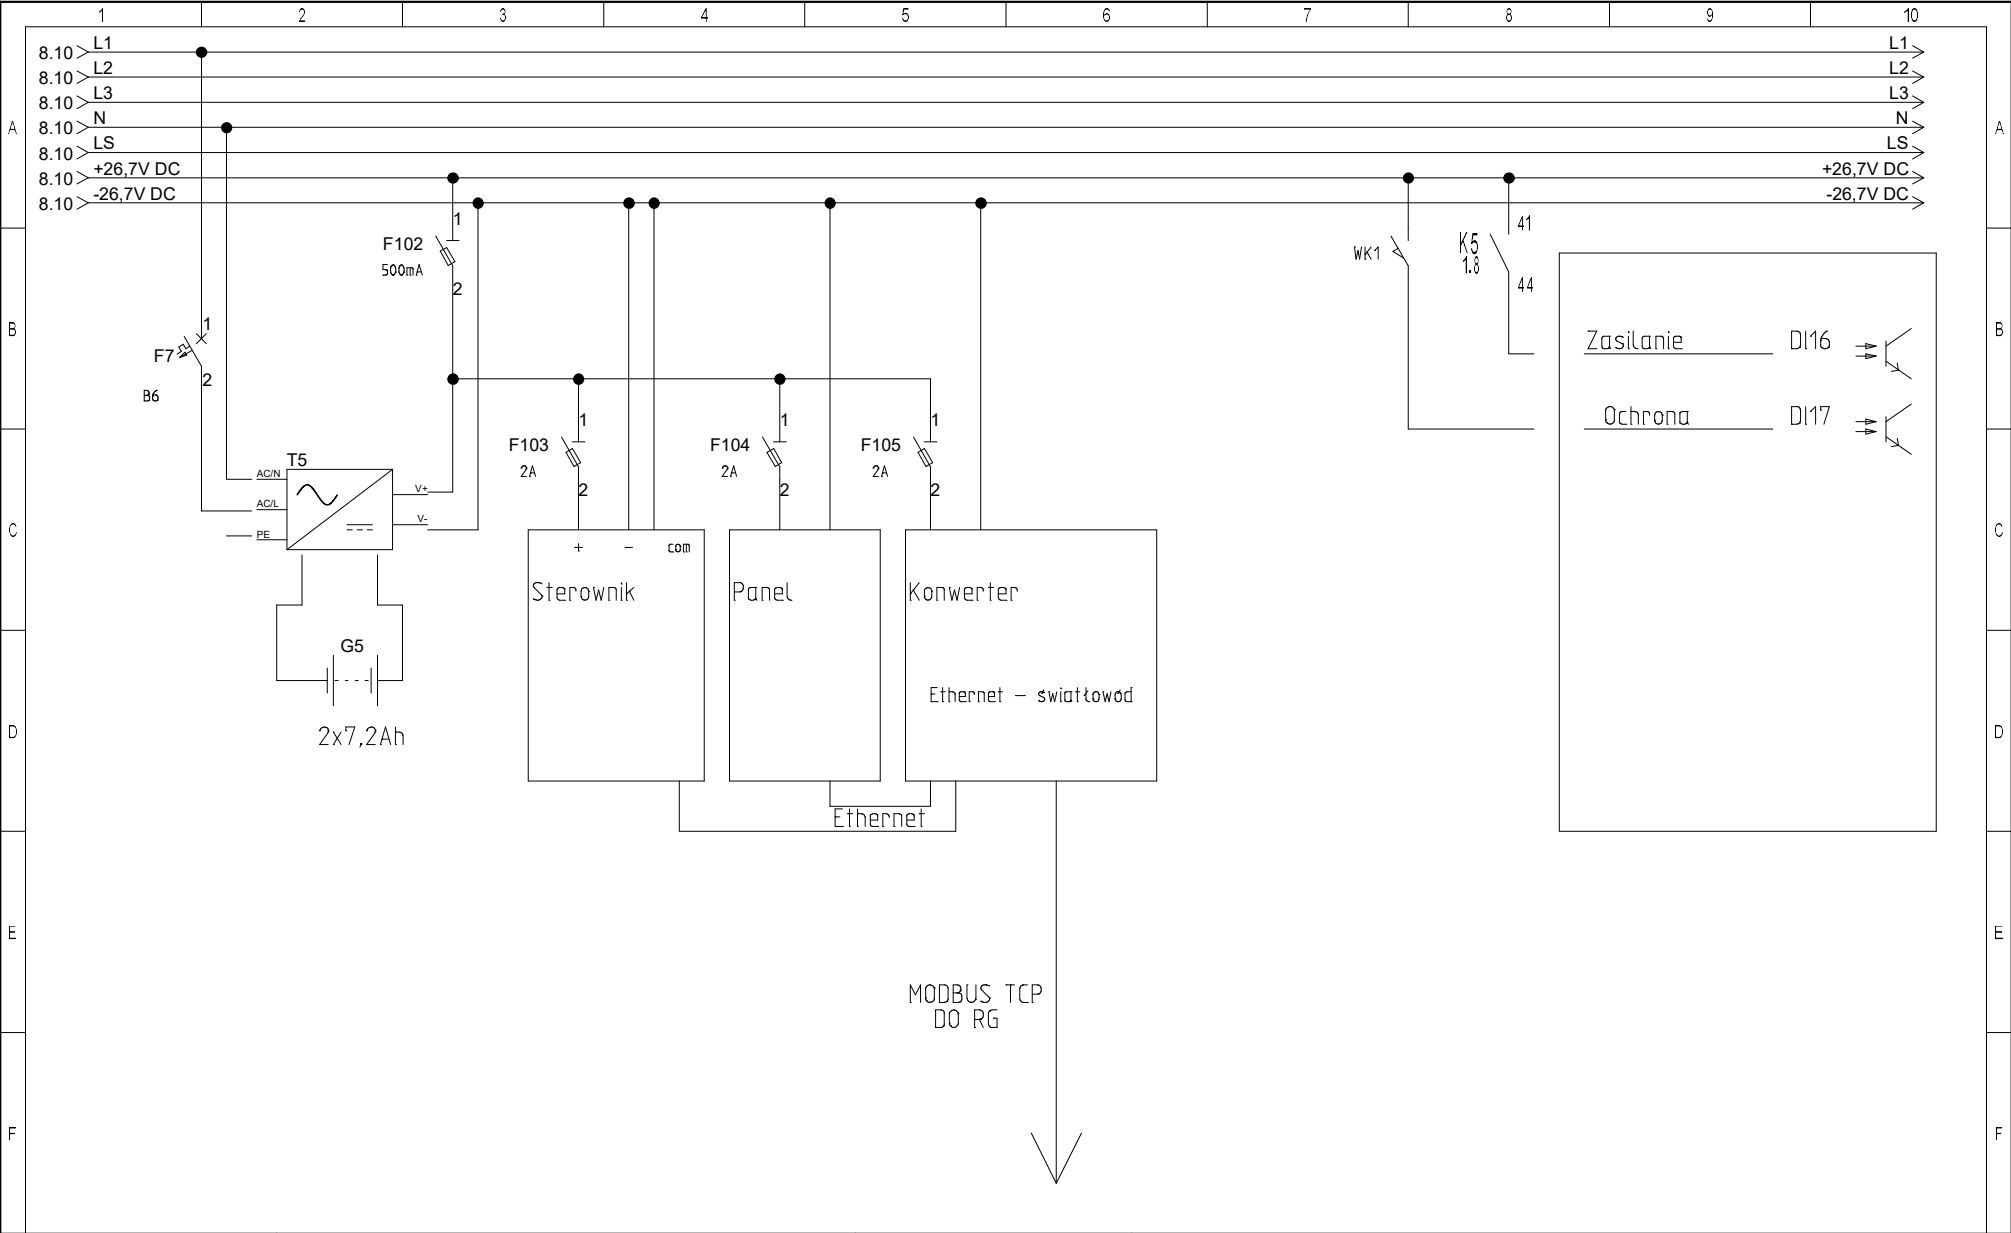 1 2 3 4 5 6 7 8 9 10
8.10 L1 L1
8.10 L2 L2
8.10 L3 L3
A 8.10 N N A
8.10 LS LS
8.10 +26,7V DC +26,7V DC
8.10 -26,7V DC -26,7V DC
1 41
F102 WK1 K5
500mA 1.8
2 44
1
B Zasilanie DI16 B
F7
2
B6
1 1 1 Ochrona DI17
F103 F104 F105
T5 2A 2A 2A
AC/N
V+ 2 2 2
AC/L
V-
C PE C
+ - com
Sterownik Panel Konwerter
G5
Ethernet - światłowód
D 2x7,2Ah D
Ethernet
E E
MODBUS TCP
DO RG
F F